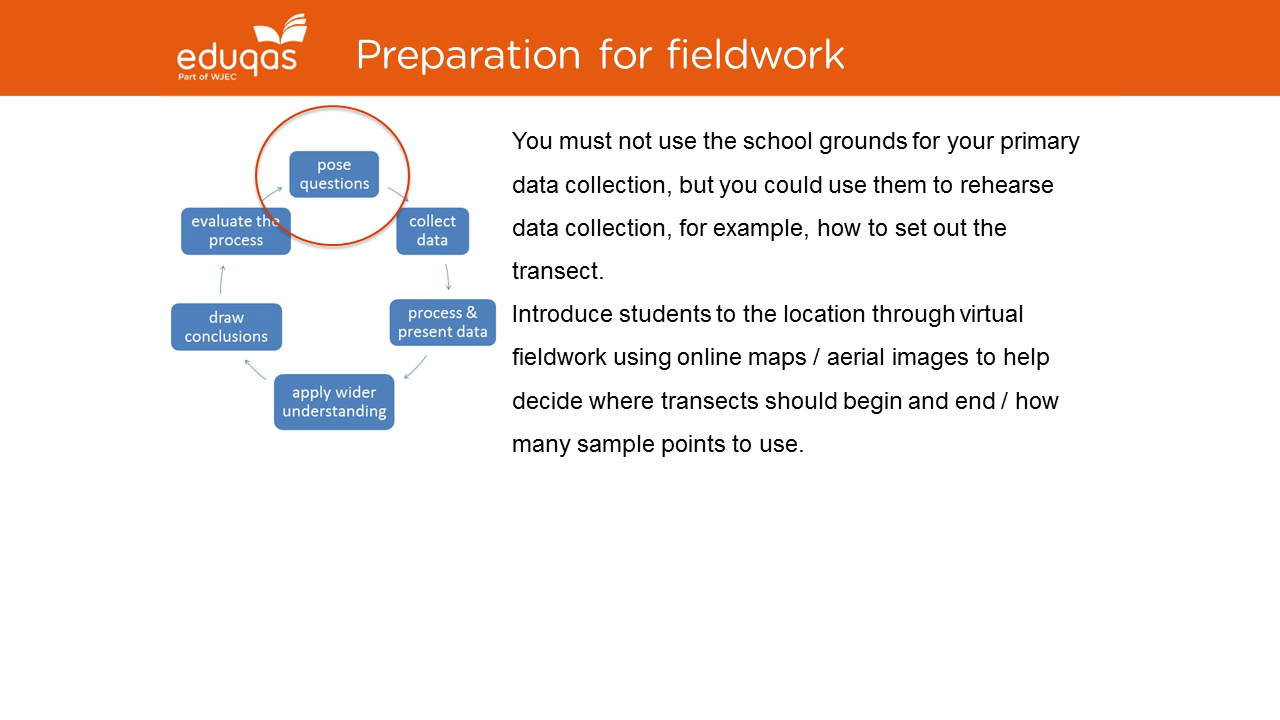 eduqas
Part of WJEC
Preparation for fieldwork
pose
questions
evaluate the
process
collect
data
draw
conclusions
process &
present data
apply wider
understanding
You must not use the school grounds for your primary
data collection, but you could use them to rehearse
data collection, for example, how to set out the
transect.
Introduce students to the location through virtual
fieldwork using online maps / aerial images to help
decide where transects should begin and end / how
many sample points to use.